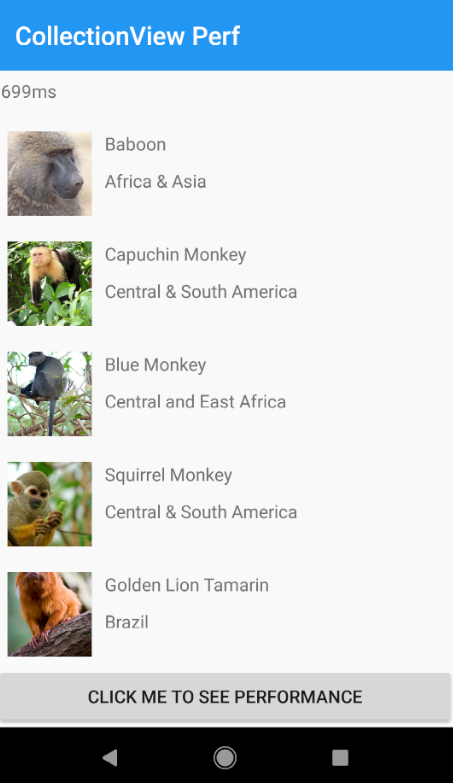 CollectionView Perf
699ms
Baboon
Africa & Asia
Capuchin Monkey
Central & South America
Blue Monkey
Central and East Africa
Squirrel Monkey
Central & South America
Golden Lion Tamarin
Brazil
CLICK ME TO SEE PERFORMANCE